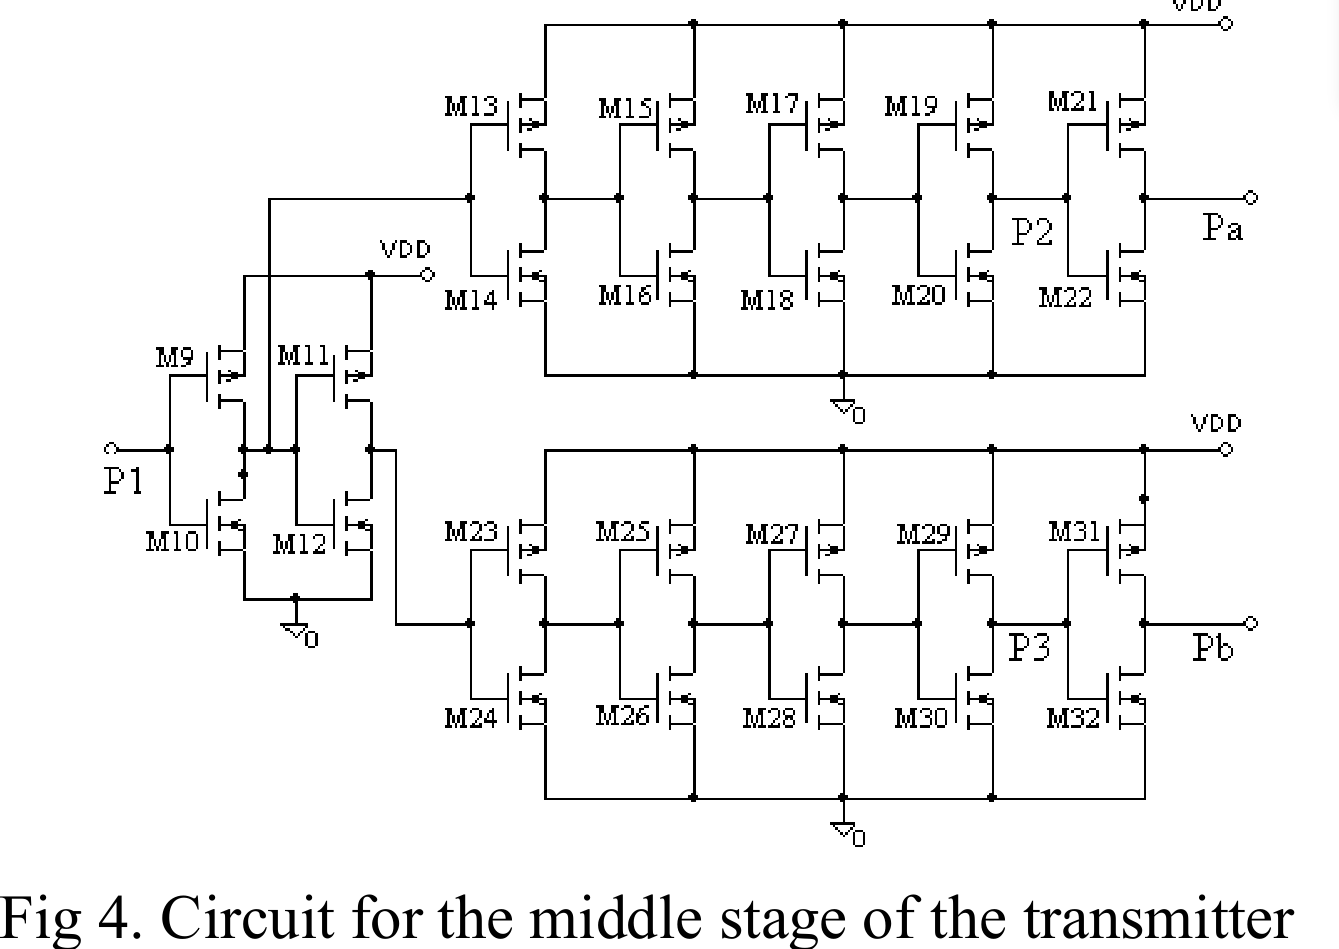 VDD
M13
M15
M17
M19
M21
P2
Pa
VDD
M14
M16
M18
M20
M22
M9
M11
0
VDD
P1
M10
M12
M23
M25
M27
M29
M31
0
P3
Pb
M24
M26
M28
M30
M32
0
Fig 4. Circuit for the middle stage of the transmitter